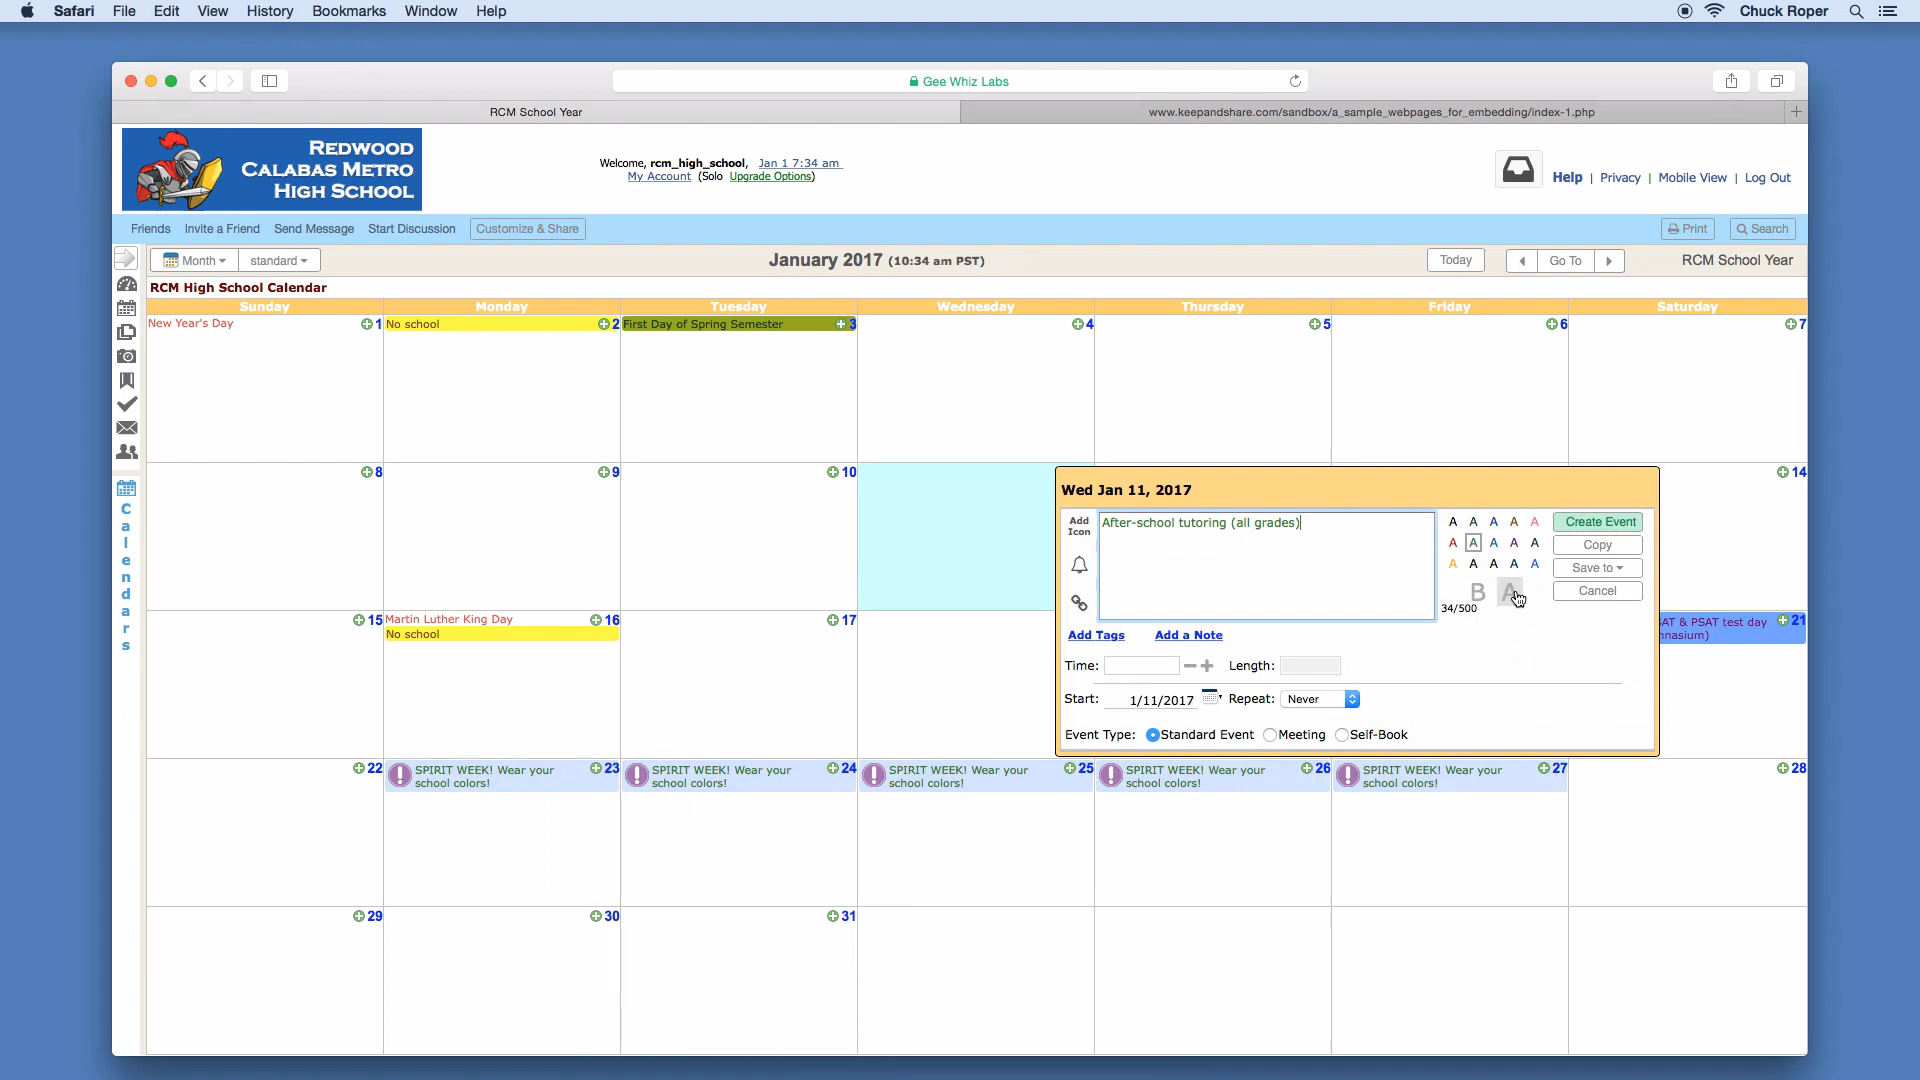 Safari File Edit View History Bookmarks Window Help Chuck Roper
Gee Whiz Labs
RCM School Year www.keepandshare.com/sandbox/a_sample_webpages_for_embedding/index-1.php
REDWOOD
CALABAS METRO
HIGH SCHOOL
Welcome, rcm_high_school, Jan 1 7:34 am
My Account (Solo Upgrade Options)
Help | Privacy | Mobile View | Log Out
Friends Invite a Friend Send Message Start Discussion Customize & Share Print Search
Month standard January 2017 (10:34 am PST) Today Go To RCM School Year
RCM High School Calendar
Sunday Monday Tuesday Wednesday Thursday Friday Saturday
New Year's Day 1 No school 2 First Day of Spring Semester 3 4 5 6 7
8 9 10 14
Wed Jan 11, 2017
Add
Icon
After-school tutoring (all grades)
A A A A A
A A A A A
A A A A A
B A
34/500
Create Event
Copy
Save to
Cancel
Add Tags Add a Note
Time: Length:
Start: 1/11/2017 Repeat: Never
Event Type: Standard Event Meeting Self-Book
Calendars
15 Martin Luther King Day 16 17
No school
SAT & PSAT test day 21
nnasium)
22 SPIRIT WEEK! Wear your 23 SPIRIT WEEK! Wear your 24 SPIRIT WEEK! Wear your 25 SPIRIT WEEK! Wear your 26 SPIRIT WEEK! Wear your 27 28
school colors! school colors! school colors! school colors! school colors!
29 30 31